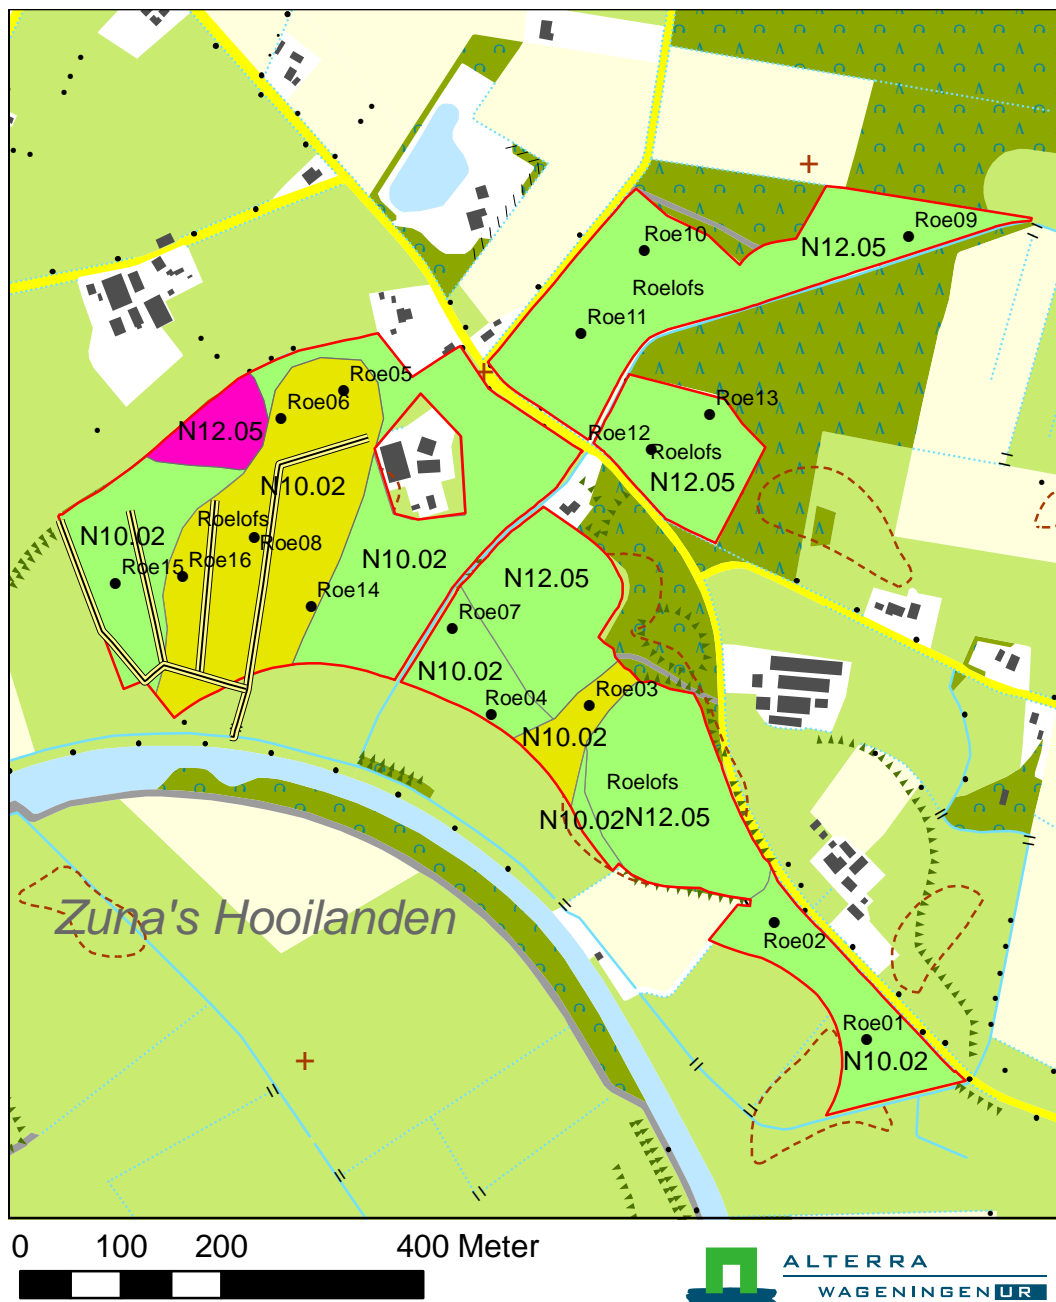 Roe09
N12.05
Roe10
Roelofs
Roe11
Roe05
Roe06
N12.05
Roe13
Roe12
Roelofs
N12.05
N10.02
Roelofs
N10.02
Roe08
N10.02
Roe16
Roe15
Roe14
N12.05
Roe07
N10.02
Roe03
Roe04
N10.02
Roelofs
N10.02
N12.05
Zuna's Hooilanden
Roe02
Roe01
N10.02
0 100 200 400 Meter
ALTERRA
WAGENINGEN UR